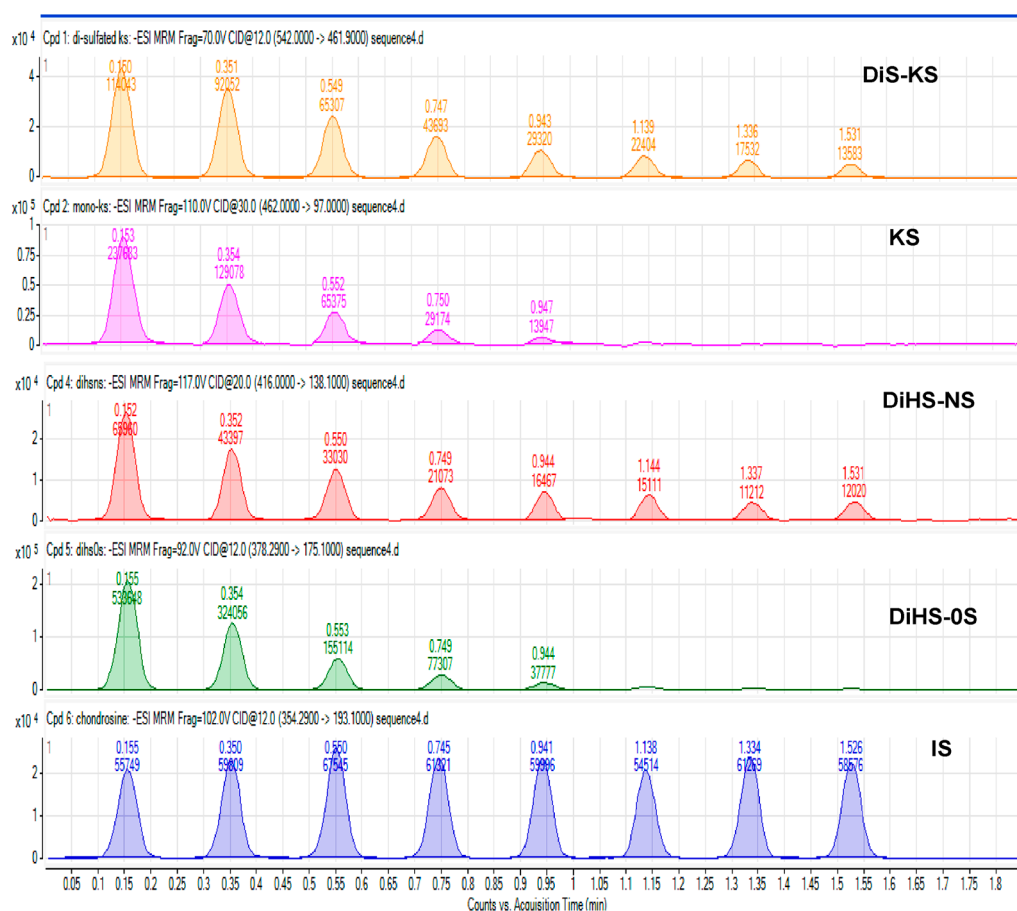 x10 4 Cpd 1: di-sulfated ks: -ESI MRM Frag=70.0V CID@12.0 (542.0000 -> 461.9000) sequence4.d
1
DiS-KS
0.150 0.351 0.549 0.747 0.943 1.139 1.336 1.531
114043 92052 65307 43693 29320 22404 17532 13583
4
2
0
x10 5 Cpd 2: mono-ks: -ESI MRM Frag=110.0V CID@30.0 (462.0000 -> 97.0000) sequence4.d
1
1
KS
0.153 0.354 0.552 0.750 0.947
237683 129078 65375 29174 13947
0.75
0.5
0.25
0
x10 4 Cpd 4: dihsns: -ESI MRM Frag=117.0V CID@20.0 (416.0000 -> 138.1000) sequence4.d
1
DiHS-NS
0.152 0.352 0.550 0.749 0.944 1.144 1.337 1.531
43397 33030 21073 16467 15111 11212 12020
2
1
0
x10 5 Cpd 5: dihs0s: -ESI MRM Frag=92.0V CID@12.0 (378.2900 -> 175.1000) sequence4.d
1
DiHS-0S
0.155 0.354 0.553 0.749 0.944
324056 155114 77307 37777
2
1
0
x10 4 Cpd 6: chondrosine: -ESI MRM Frag=102.0V CID@12.0 (354.2900 -> 193.1000) sequence4.d
1
IS
0.155 0.350 0.550 0.745 0.941 1.138 1.334 1.526
55749 59809 67545 61321 54514 61269 58576
2
1
0
0.05 0.1 0.15 0.2 0.25 0.3 0.35 0.4 0.45 0.5 0.55 0.6 0.65 0.7 0.75 0.8 0.85 0.9 0.95 1 1.05 1.1 1.15 1.2 1.25 1.3 1.35 1.4 1.45 1.5 1.55 1.6 1.65 1.7 1.75 1.8
Counts vs. Acquisition Time (min)